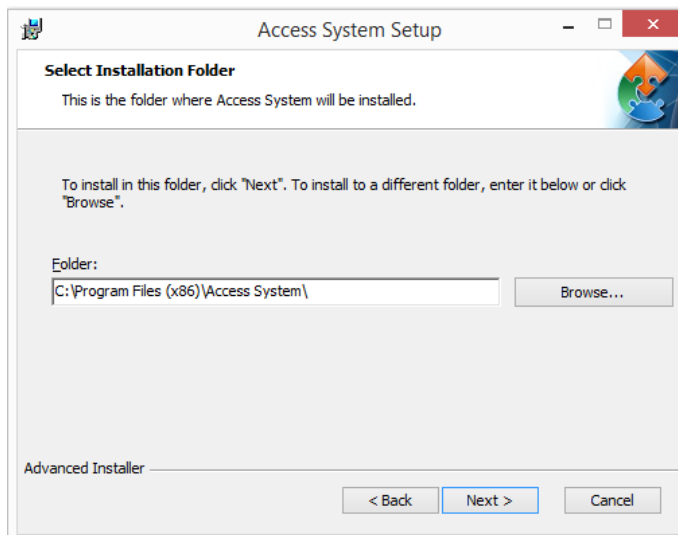 Access System Setup
Select Installation Folder
This is the folder where Access System will be installed.
To install in this folder, click "Next". To install to a different folder, enter it below or click
"Browse".
Folder:
C:\Program Files (x86)\Access System\
Browse...
Advanced Installer
< Back
Next >
Cancel